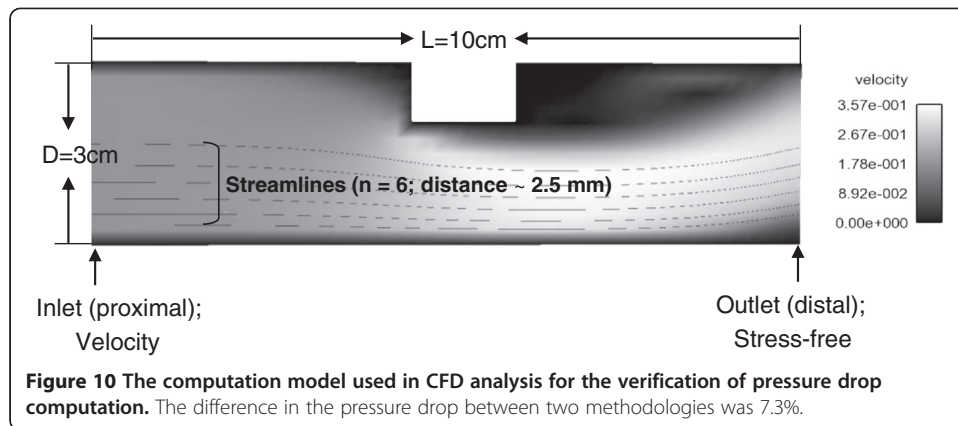 L=10cm
velocity
3.57e-001
2.67e-001
1.78e-001
8.92e-002
0.00e+000
D=3cm
Streamlines (n = 6; distance ~ 2.5 mm)
Inlet (proximal);
Velocity
Outlet (distal);
Stress-free
Figure 10 The computation model used in CFD analysis for the verification of pressure drop
computation. The difference in the pressure drop between two methodologies was 7.3%.